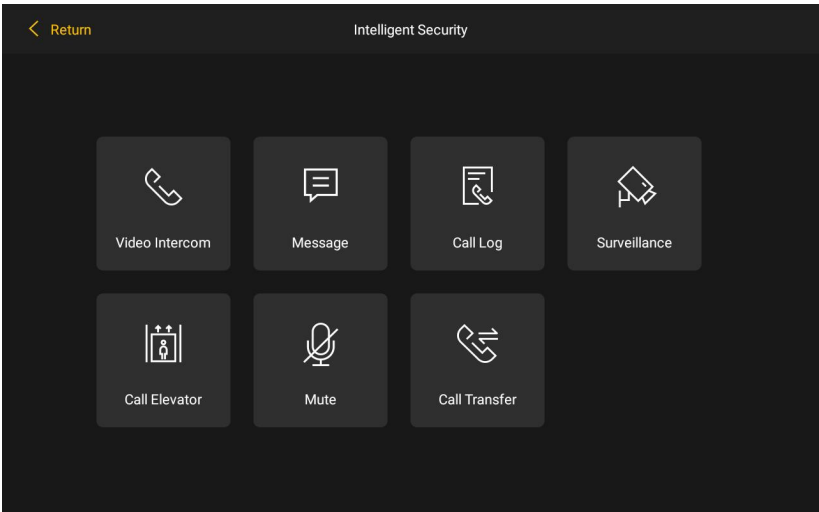 Return
Intelligent Security
Video Intercom
Message
Call Log
Surveillance
Call Elevator
Mute
Call Transfer